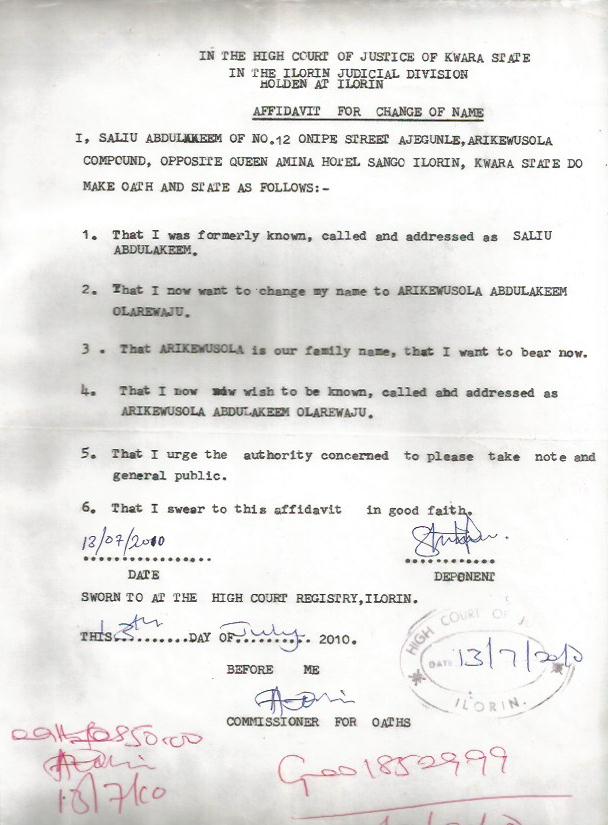 IN THE HIGH COURT OF JUSTICE OF KWARA STATE
IN THE ILORIN JUDICIAL DIVISION
HOLDEN AT ILORIN
AFFIDAVIT FOR CHANGE OF NAME
I, SALIU ABDULAKEEM OF NO.12 ONIPE STREET AJEGUNLE,ARIKEWUSOLA
COMPOUND, OPPOSITE QUEEN AMINA HOTEL SANGO ILORIN, KWARA STATE DO
MAKE OATH AND STATE AS FOLLOWS:-
1. That I was formerly known, called and addressed as SALIU
ABDULAKEEM.
2. That I now want to change my name to ARIKEWUSOLA ABDULAKEEM
OLAREWAJU.
3 . That ARIKEWUSOLA is our family name, that I want to bear now.
4. That I now wish to be known, called and addressed as
ARIKEWUSOLA ABDULAKEEM OLAREWAJU.
5. That I urge the authority concerned to please take note and
general public.
6. That I swear to this affidavit in good faith.
13/07/2010
DATE
DEPONENT
SWORN TO AT THE HIGH COURT REGISTRY,ILORIN.
THIS 13th DAY OF July 2010.
HIGH COURT OF J
DATE 13/7/2010
ILORIN.
BEFORE ME
COMMISSIONER FOR OATHS
850.00
13/7/10
1852999